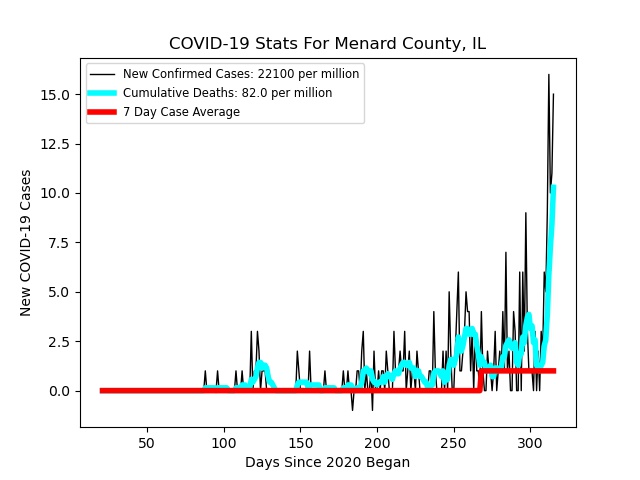 COVID-19 Stats For Menard County, IL
New Confirmed Cases: 22100 per million
Cumulative Deaths: 82.0 per million
7 Day Case Average
New COVID-19 Cases
15.0
12.5
10.0
7.5
5.0
2.5
0.0
50 100 150 200 250 300
Days Since 2020 Began